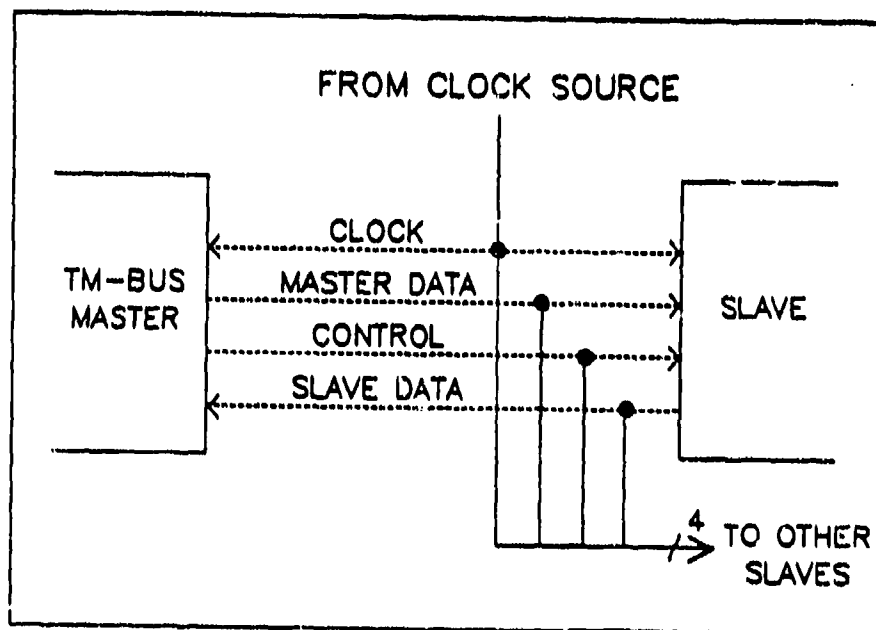 FROM CLOCK SOURCE
CLOCK
TM-BUS
MASTER
MASTER DATA
CONTROL
SLAVE DATA
SLAVE
4
TO OTHER
SLAVES